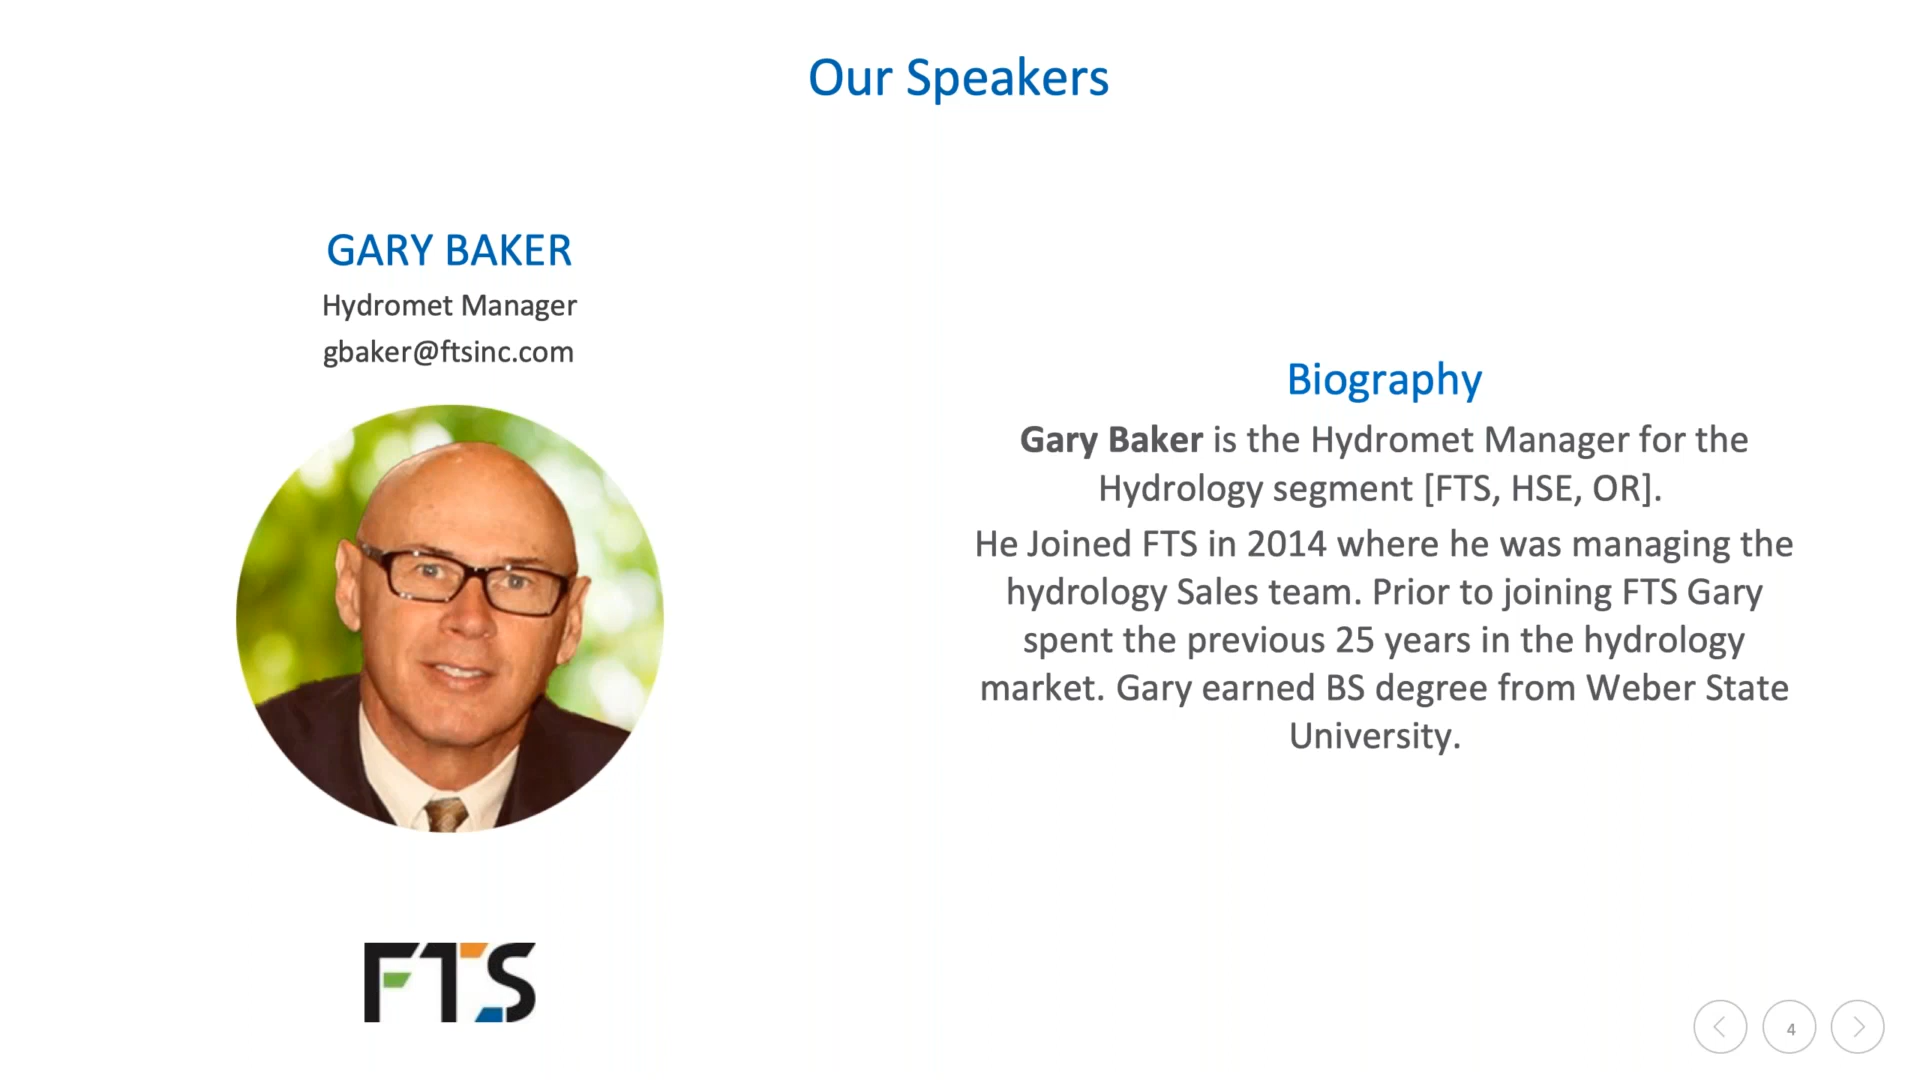 Our Speakers
GARY BAKER
Hydromet Manager
gbaker@ftsinc.com
Biography
Gary Baker is the Hydromet Manager for the
Hydrology segment [FTS, HSE, OR].
He Joined FTS in 2014 where he was managing the
hydrology Sales team. Prior to joining FTS Gary
spent the previous 25 years in the hydrology
market. Gary earned BS degree from Weber State
University.
FTS
4